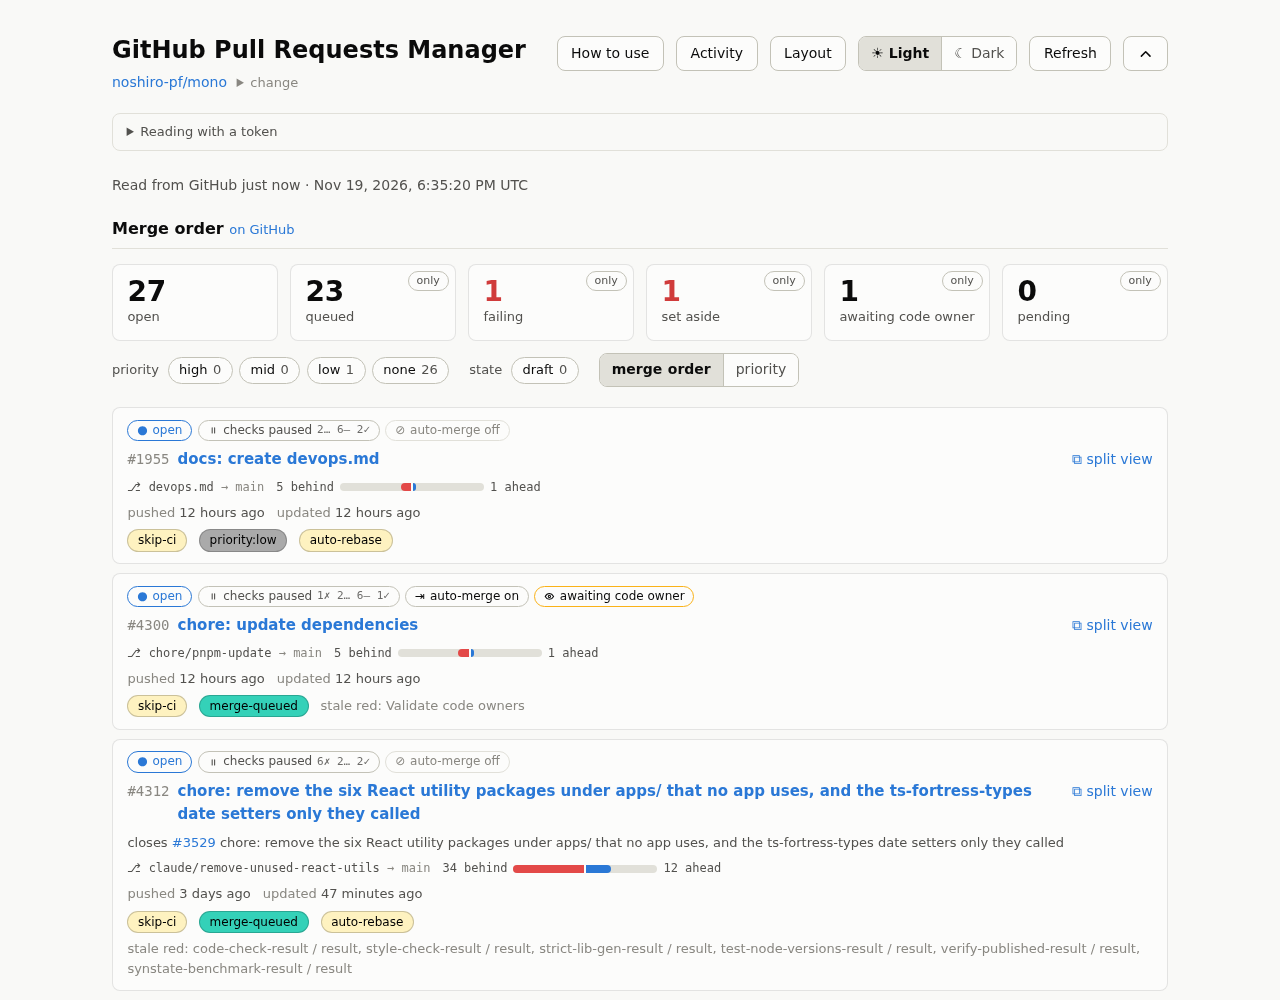 GitHub Pull Requests Manager
How to use
Activity
Layout
☀ Light
☾ Dark
Refresh
noshiro-pf/mono ▶ change
▶ Reading with a token
Read from GitHub just now · Nov 19, 2026, 6:35:20 PM UTC
Merge order on GitHub
27
open
23
queued
only
1
failing
only
1
set aside
only
1
awaiting code owner
only
0
pending
only
priority high 0 mid 0 low 1 none 26 state draft 0 merge order priority
● open ⏸ checks paused 2… 6– 2✓ ⊘ auto-merge off
#1955 docs: create devops.md ⧉ split view
⎇ devops.md → main 5 behind 1 ahead
pushed 12 hours ago updated 12 hours ago
skip-ci priority:low auto-rebase
● open ⏸ checks paused 1✗ 2… 6– 1✓ ⇥ auto-merge on 👁 awaiting code owner
#4300 chore: update dependencies ⧉ split view
⎇ chore/pnpm-update → main 5 behind 1 ahead
pushed 12 hours ago updated 12 hours ago
skip-ci merge-queued stale red: Validate code owners
● open ⏸ checks paused 6✗ 2… 2✓ ⊘ auto-merge off
#4312 chore: remove the six React utility packages under apps/ that no app uses, and the ts-fortress-types ⧉ split view
date setters only they called
closes #3529 chore: remove the six React utility packages under apps/ that no app uses, and the ts-fortress-types date setters only they called
⎇ claude/remove-unused-react-utils → main 34 behind 12 ahead
pushed 3 days ago updated 47 minutes ago
skip-ci merge-queued auto-rebase
stale red: code-check-result / result, style-check-result / result, strict-lib-gen-result / result, test-node-versions-result / result, verify-published-result / result,
synstate-benchmark-result / result